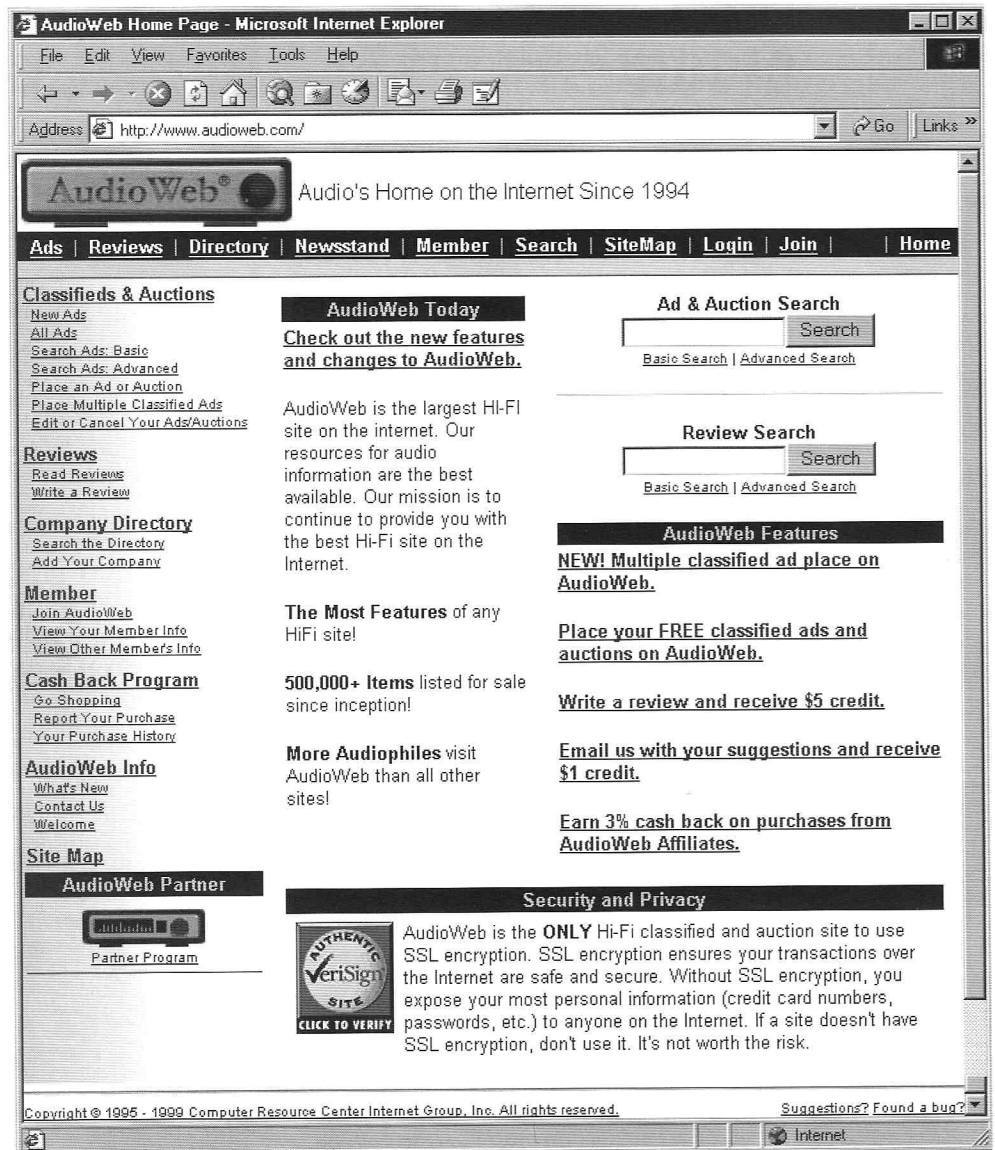 AudioWeb Home Page - Microsoft Internet Explorer
File Edit View Favorites Tools Help
Address http://www.audioweb.com/ Go Links »
AudioWeb® Audio's Home on the Internet Since 1994
Ads | Reviews | Directory | Newsstand | Member | Search | SiteMap | Login | Join | | Home
Classifieds & Auctions
New Ads
All Ads
Search Ads: Basic
Search Ads: Advanced
Place an Ad or Auction
Place Multiple Classified Ads
Edit or Cancel Your Ads/Auctions
Reviews
Read Reviews
Write a Review
Company Directory
Search the Directory
Add Your Company
Member
Join AudioWeb
View Your Member Info
View Other Member's Info
Cash Back Program
Go Shopping
Report Your Purchase
Your Purchase History
AudioWeb Info
What's New
Contact Us
Welcome
Site Map
AudioWeb Partner
Partner Program
AudioWeb Today
Check out the new features
and changes to AudioWeb.
AudioWeb is the largest HI-FI
site on the internet. Our
resources for audio
information are the best
available. Our mission is to
continue to provide you with
the best Hi-Fi site on the
Internet.
The Most Features of any
HiFi site!
500,000+ Items listed for sale
since inception!
More Audiophiles visit
AudioWeb than all other
sites!
Ad & Auction Search
Search
Basic Search | Advanced Search
Review Search
Search
Basic Search | Advanced Search
AudioWeb Features
NEW! Multiple classified ad place on
AudioWeb.
Place your FREE classified ads and
auctions on AudioWeb.
Write a review and receive $5 credit.
Email us with your suggestions and receive
$1 credit.
Earn 3% cash back on purchases from
AudioWeb Affiliates.
Security and Privacy
AUTHENTIC
VeriSign
SITE
CLICK TO VERIFY
AudioWeb is the ONLY Hi-Fi classified and auction site to use
SSL encryption. SSL encryption ensures your transactions over
the Internet are safe and secure. Without SSL encryption, you
expose your most personal information (credit card numbers,
passwords, etc.) to anyone on the Internet. If a site doesn't have
SSL encryption, don't use it. It's not worth the risk.
Copyright © 1995 - 1999 Computer Resource Center Internet Group, Inc. All rights reserved. Suggestions? Found a bug?
Internet